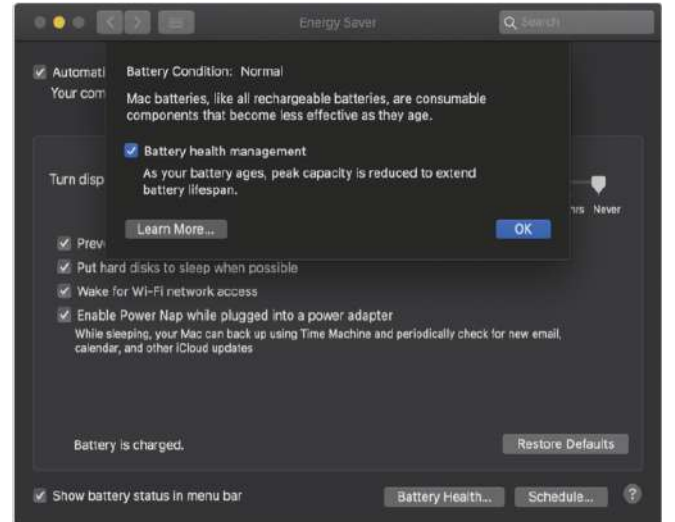 Energy Saver
Search
Automati
Your com
Battery Condition: Normal
Mac batteries, like all rechargeable batteries, are consumable
components that become less effective as they age.
Battery health management
As your battery ages, peak capacity is reduced to extend
battery lifespan.
Learn More...
OK
Turn disp
hrs Never
Prev
Put hard disks to sleep when possible
Wake for Wi-Fi network access
Enable Power Nap while plugged into a power adapter
While sleeping, your Mac can back up using Time Machine and periodically check for new email,
calendar, and other iCloud updates
Battery is charged.
Restore Defaults
Show battery status in menu bar
Battery Health...
Schedule...
?